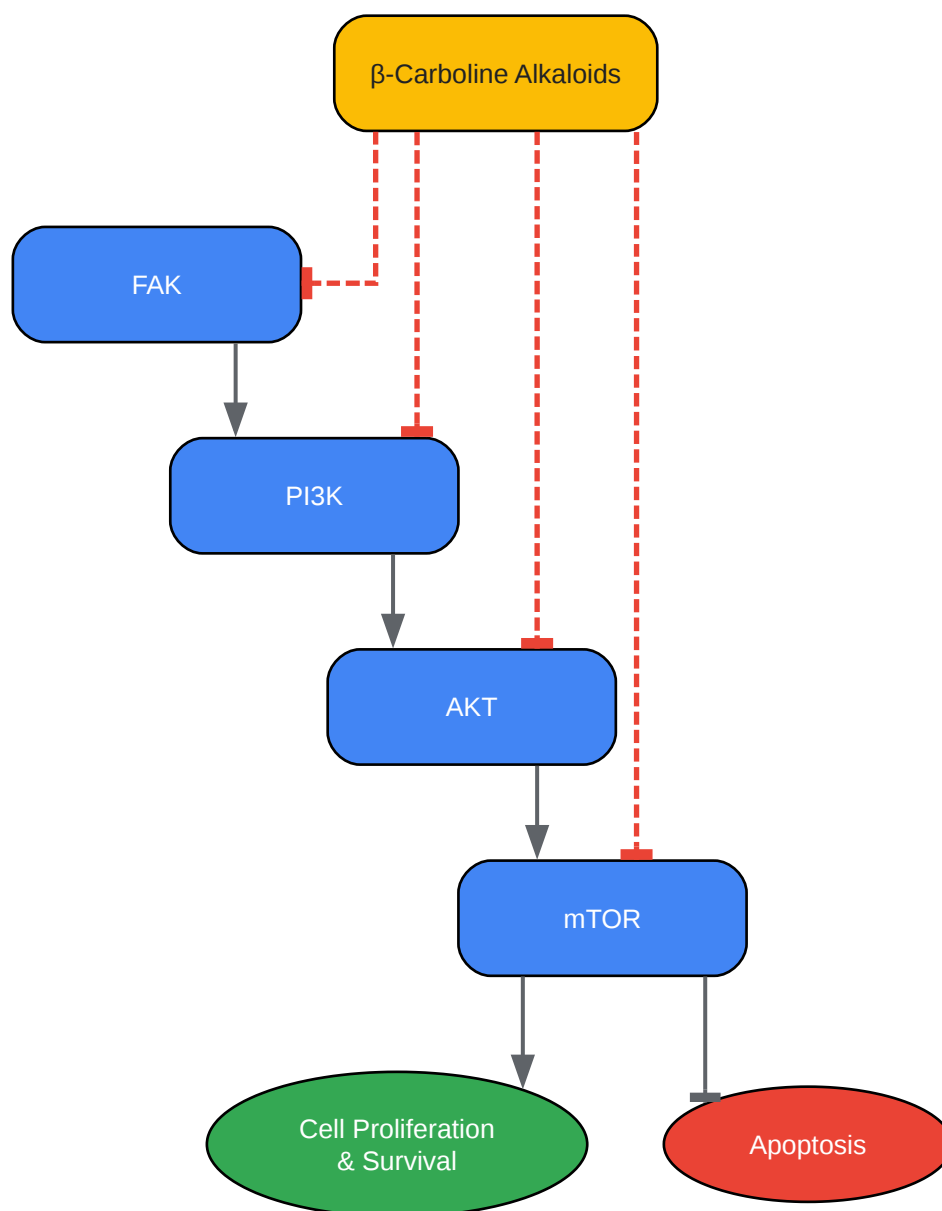 β-Carboline Alkaloids
FAK
PI3K
AKT
mTOR
Cell Proliferation
& Survival
Apoptosis